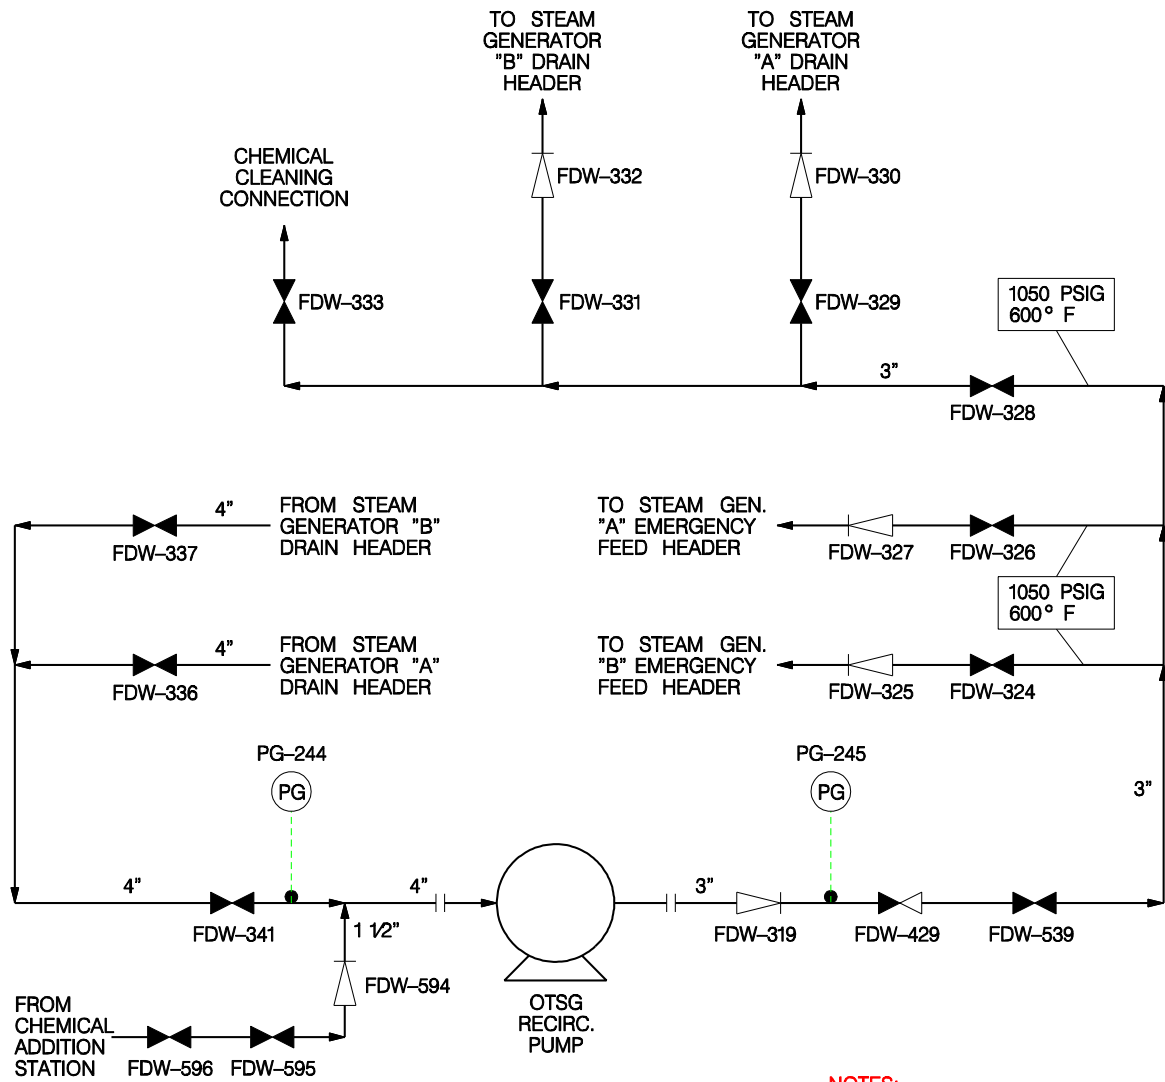 TO STEAM
GENERATOR
"B" DRAIN
HEADER
TO STEAM
GENERATOR
"A" DRAIN
HEADER
CHEMICAL
CLEANING
CONNECTION
FDW–332
FDW–330
FDW–333
FDW–331
FDW–329
1050 PSIG
600° F
3"
FDW–328
4"
FROM STEAM
GENERATOR "B"
DRAIN HEADER
FDW–337
TO STEAM GEN.
"A" EMERGENCY
FEED HEADER
FDW–327
FDW–326
1050 PSIG
600° F
4"
FROM STEAM
GENERATOR "A"
DRAIN HEADER
FDW–336
TO STEAM GEN.
"B" EMERGENCY
FEED HEADER
FDW–325
FDW–324
PG–244
PG
PG–245
PG
3"
4"
FDW–341
4"
1 1/2"
3"
FDW–319
FDW–429
FDW–539
FDW–594
FROM
CHEMICAL
ADDITION
STATION
FDW–596
FDW–595
OTSG
RECIRC.
PUMP
NOTES: